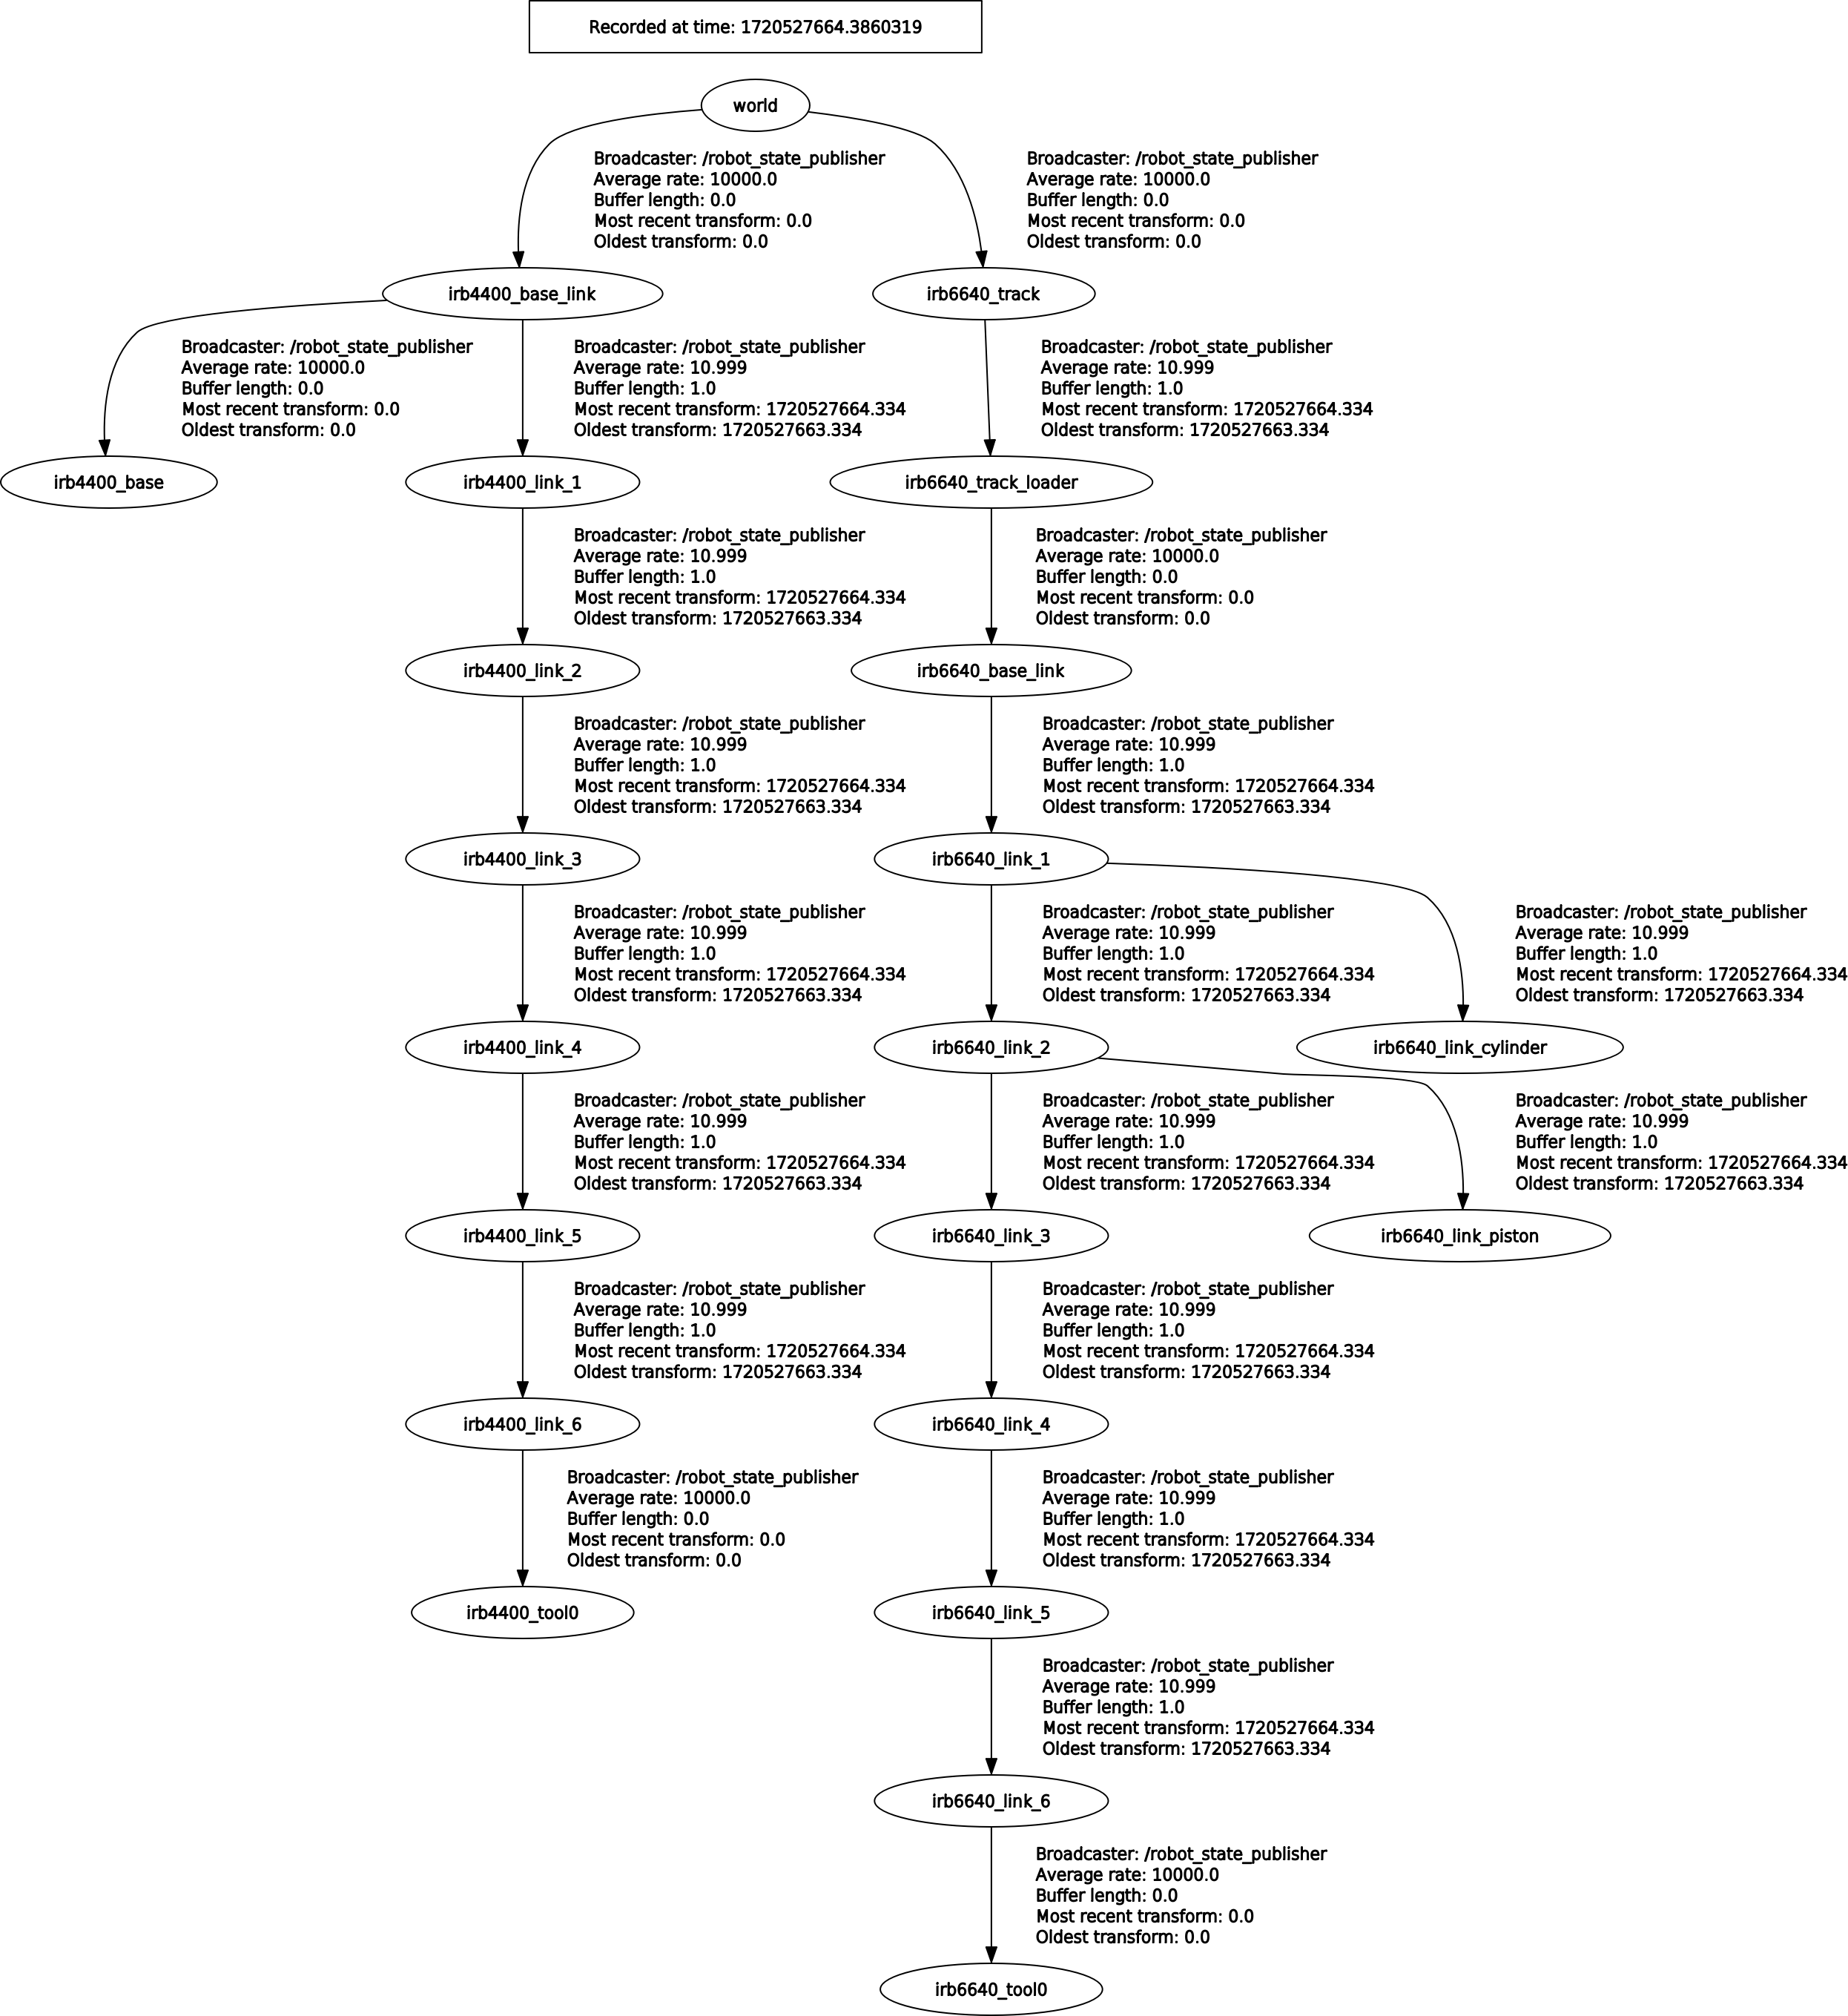 Recorded at time: 1720527664.3860319
world
Broadcaster: /robot_state_publisher
Average rate: 10000.0
Buffer length: 0.0
Most recent transform: 0.0
Oldest transform: 0.0
Broadcaster: /robot_state_publisher
Average rate: 10000.0
Buffer length: 0.0
Most recent transform: 0.0
Oldest transform: 0.0
irb4400_base_link
irb6640_track
Broadcaster: /robot_state_publisher
Average rate: 10000.0
Buffer length: 0.0
Most recent transform: 0.0
Oldest transform: 0.0
Broadcaster: /robot_state_publisher
Average rate: 10.999
Buffer length: 1.0
Most recent transform: 1720527664.334
Oldest transform: 1720527663.334
Broadcaster: /robot_state_publisher
Average rate: 10.999
Buffer length: 1.0
Most recent transform: 1720527664.334
Oldest transform: 1720527663.334
irb4400_base
irb4400_link_1
irb6640_track_loader
Broadcaster: /robot_state_publisher
Average rate: 10.999
Buffer length: 1.0
Most recent transform: 1720527664.334
Oldest transform: 1720527663.334
Broadcaster: /robot_state_publisher
Average rate: 10000.0
Buffer length: 0.0
Most recent transform: 0.0
Oldest transform: 0.0
irb4400_link_2
irb6640_base_link
Broadcaster: /robot_state_publisher
Average rate: 10.999
Buffer length: 1.0
Most recent transform: 1720527664.334
Oldest transform: 1720527663.334
Broadcaster: /robot_state_publisher
Average rate: 10.999
Buffer length: 1.0
Most recent transform: 1720527664.334
Oldest transform: 1720527663.334
irb4400_link_3
irb6640_link_1
Broadcaster: /robot_state_publisher
Average rate: 10.999
Buffer length: 1.0
Most recent transform: 1720527664.334
Oldest transform: 1720527663.334
Broadcaster: /robot_state_publisher
Average rate: 10.999
Buffer length: 1.0
Most recent transform: 1720527664.334
Oldest transform: 1720527663.334
Broadcaster: /robot_state_publisher
Average rate: 10.999
Buffer length: 1.0
Most recent transform: 1720527664.334
Oldest transform: 1720527663.334
irb4400_link_4
irb6640_link_2
irb6640_link_cylinder
Broadcaster: /robot_state_publisher
Average rate: 10.999
Buffer length: 1.0
Most recent transform: 1720527664.334
Oldest transform: 1720527663.334
Broadcaster: /robot_state_publisher
Average rate: 10.999
Buffer length: 1.0
Most recent transform: 1720527664.334
Oldest transform: 1720527663.334
Broadcaster: /robot_state_publisher
Average rate: 10.999
Buffer length: 1.0
Most recent transform: 1720527664.334
Oldest transform: 1720527663.334
irb4400_link_5
irb6640_link_3
irb6640_link_piston
Broadcaster: /robot_state_publisher
Average rate: 10.999
Buffer length: 1.0
Most recent transform: 1720527664.334
Oldest transform: 1720527663.334
Broadcaster: /robot_state_publisher
Average rate: 10.999
Buffer length: 1.0
Most recent transform: 1720527664.334
Oldest transform: 1720527663.334
irb4400_link_6
irb6640_link_4
Broadcaster: /robot_state_publisher
Average rate: 10000.0
Buffer length: 0.0
Most recent transform: 0.0
Oldest transform: 0.0
Broadcaster: /robot_state_publisher
Average rate: 10.999
Buffer length: 1.0
Most recent transform: 1720527664.334
Oldest transform: 1720527663.334
irb4400_tool0
irb6640_link_5
Broadcaster: /robot_state_publisher
Average rate: 10.999
Buffer length: 1.0
Most recent transform: 1720527664.334
Oldest transform: 1720527663.334
irb6640_link_6
Broadcaster: /robot_state_publisher
Average rate: 10000.0
Buffer length: 0.0
Most recent transform: 0.0
Oldest transform: 0.0
irb6640_tool0